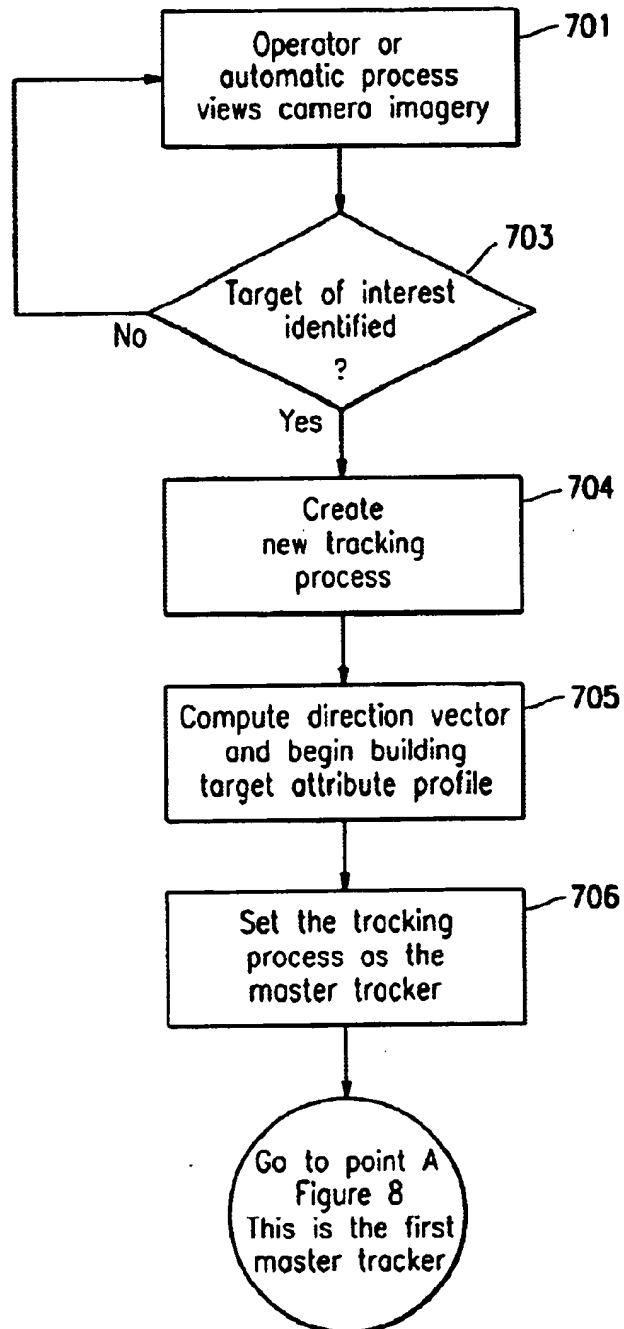 701
Operator or
automatic process
views camera imagery
703
Target of interest
identified
?
No
Yes
704
Create
new tracking
process
705
Compute direction vector
and begin building
target attribute profile
706
Set the tracking
process as the
master tracker
Go to point A
Figure 8
This is the first
master tracker